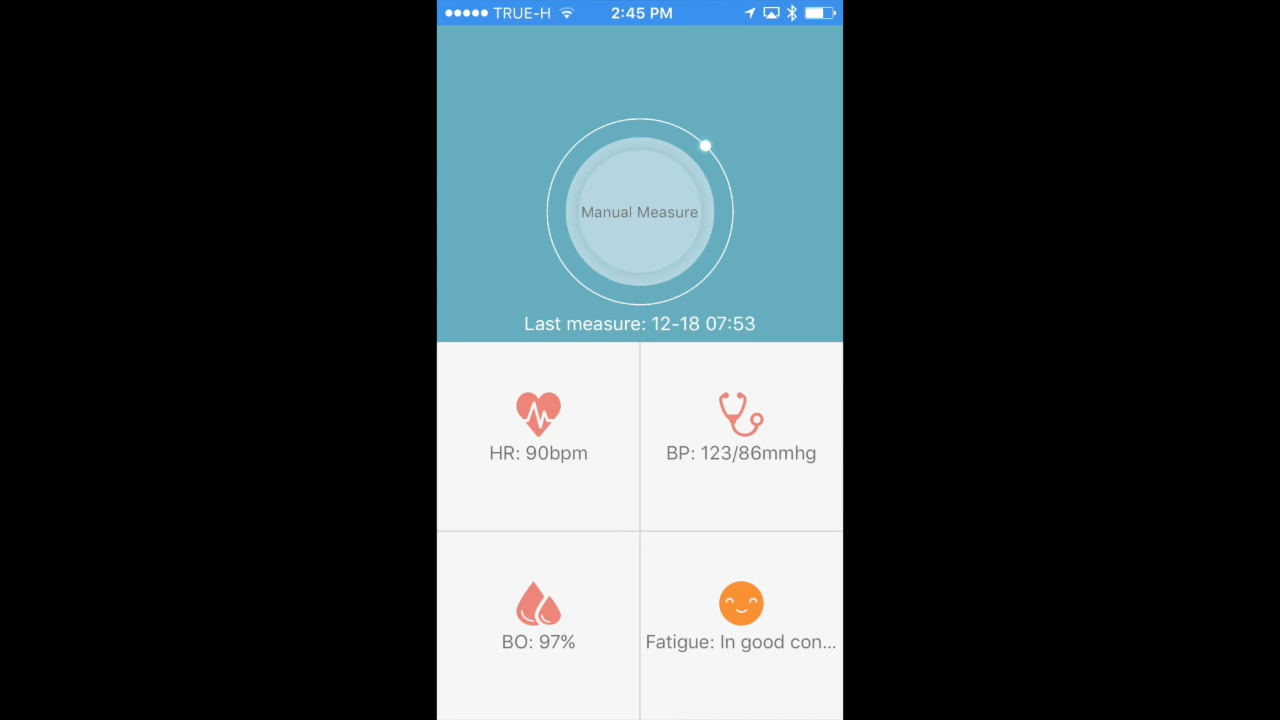 TRUE-H 2:45 PM
Manual Measure
Last measure: 12-18 07:53
HR: 90bpm
BP: 123/86mmhg
BO: 97%
Fatigue: In good con...